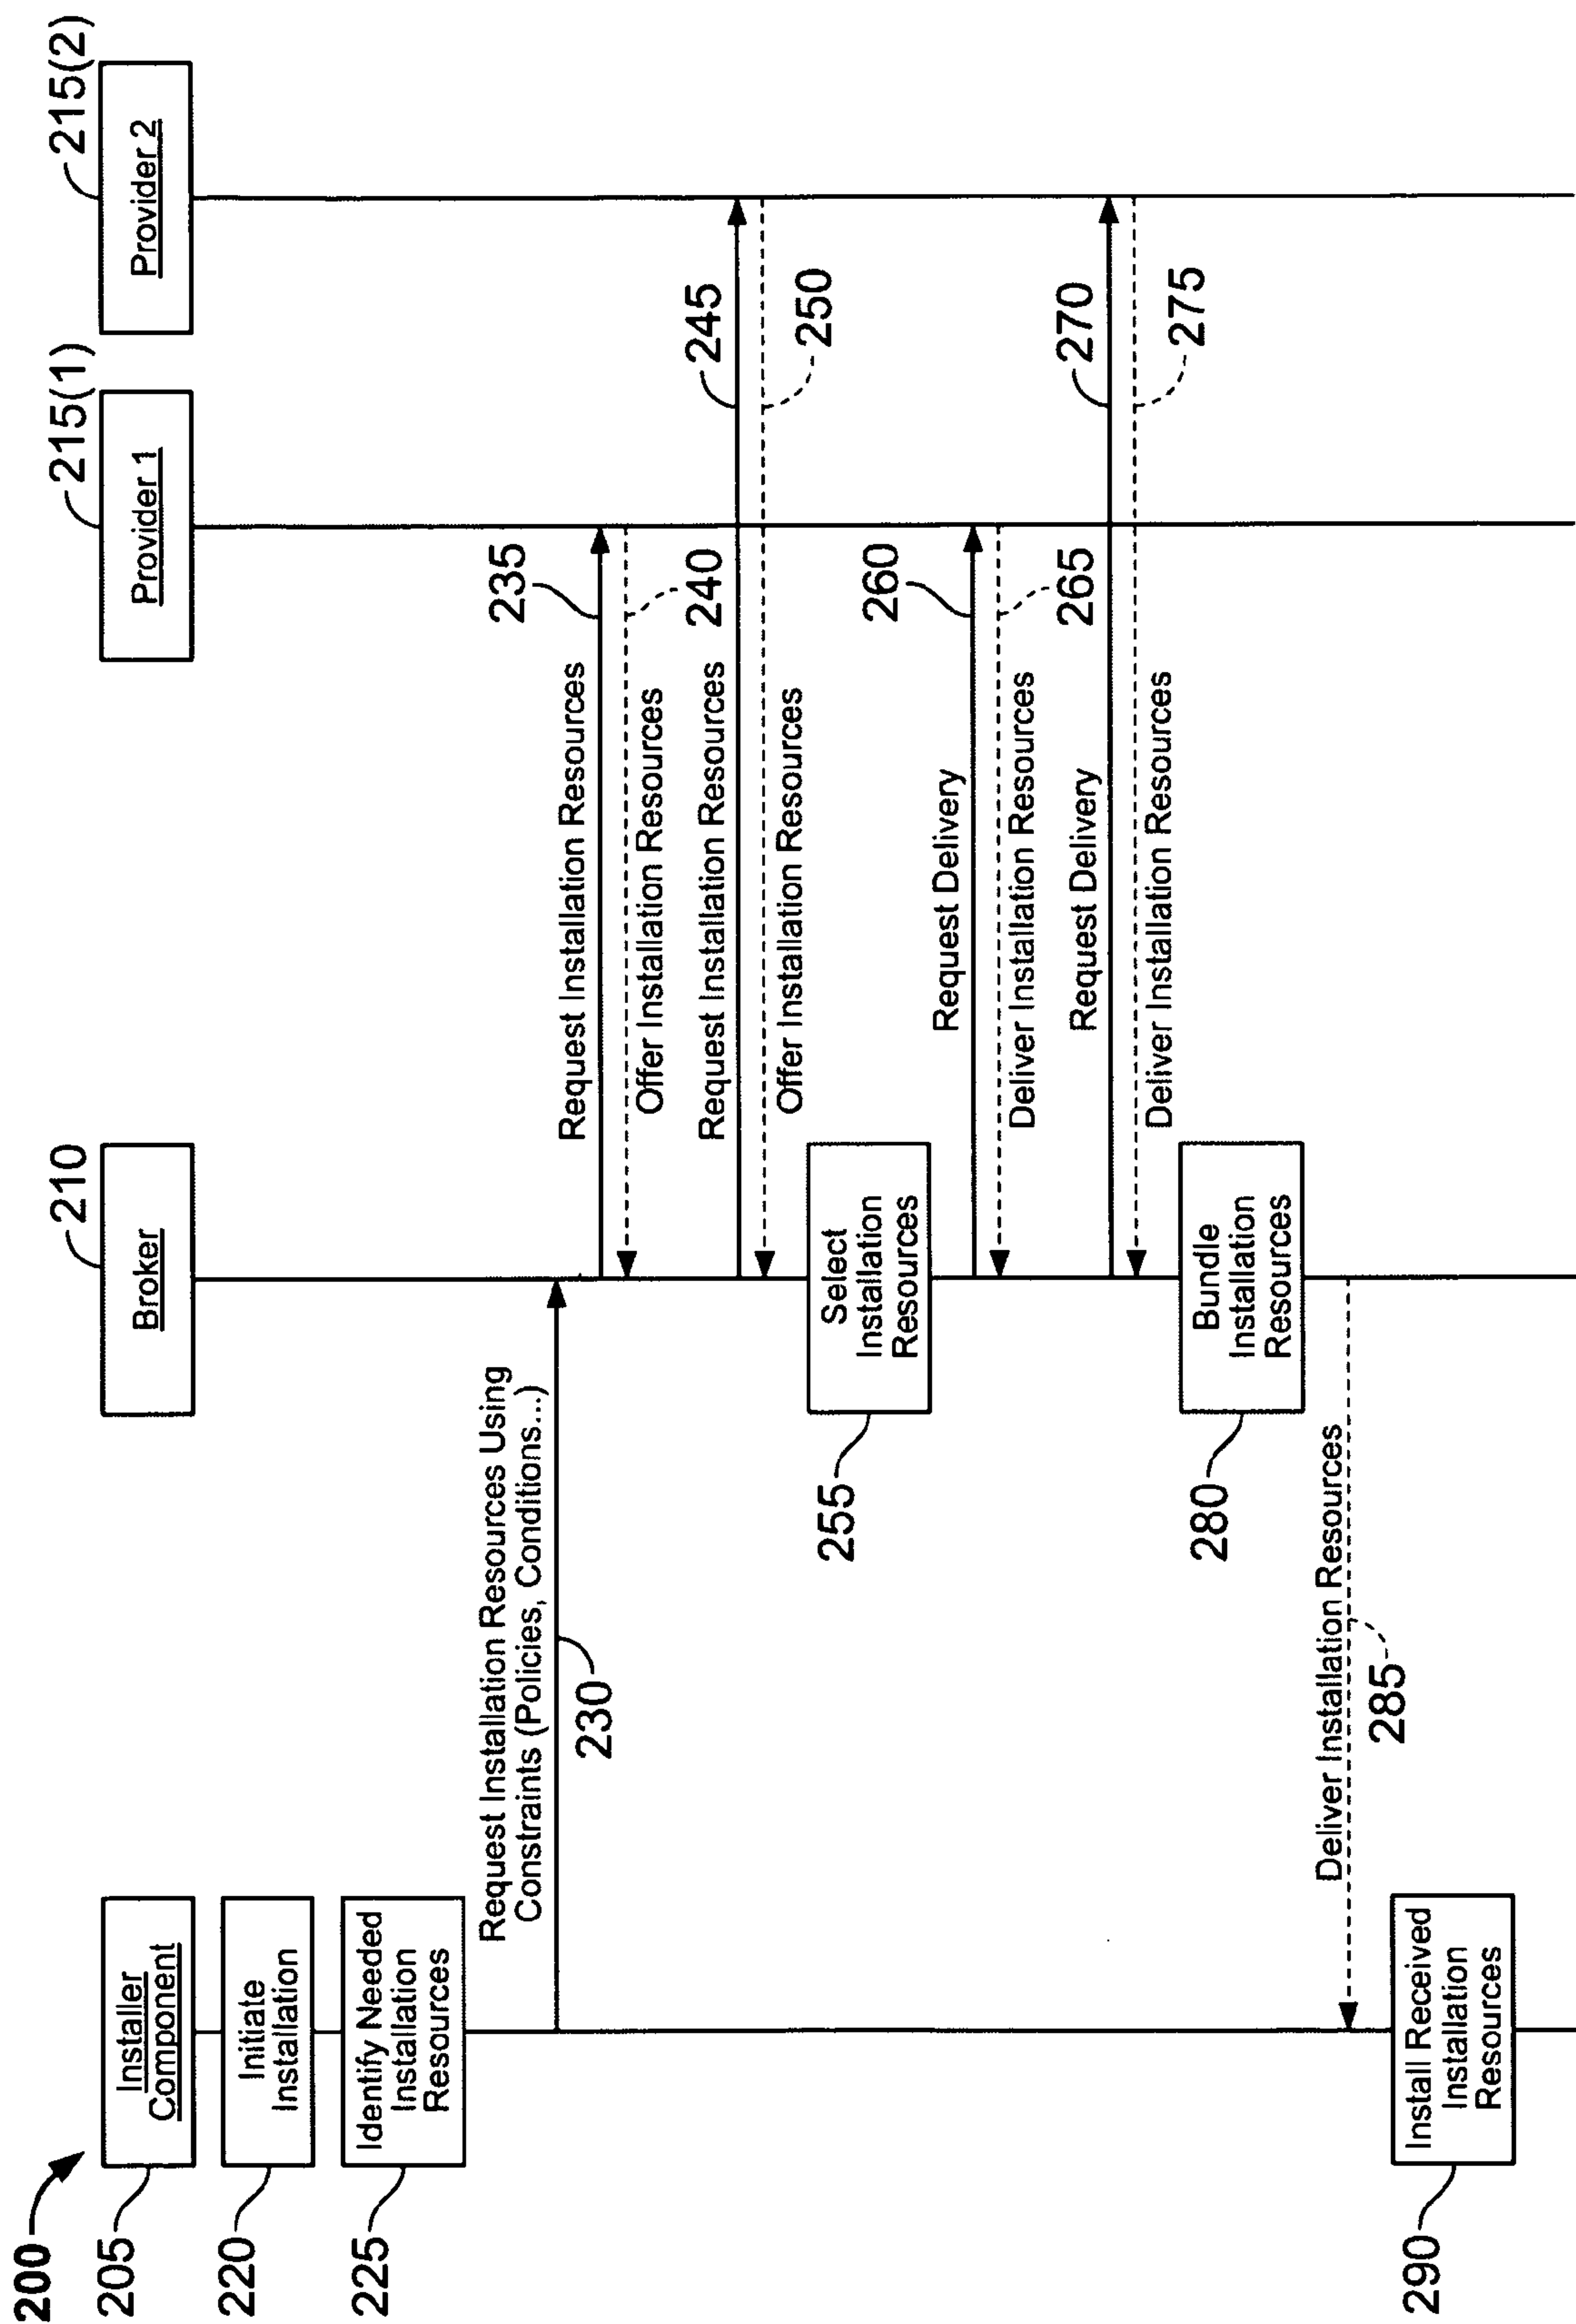 200
205
Installer
Component
210
Broker
215(1)
Provider 1
215(2)
Provider 2
220
Initiate
Installation
225
Identify Needed
Installation
Resources
Request Installation Resources Using
Constraints (Policies, Conditions...)
230
Request Installation Resources
235
Offer Installation Resources
240
Request Installation Resources
245
Offer Installation Resources
250
255
Select
Installation
Resources
Request Delivery
260
Deliver Installation Resources
265
Request Delivery
270
Deliver Installation Resources
275
280
Bundle
Installation
Resources
Deliver Installation Resources
285
290
Install Received
Installation
Resources